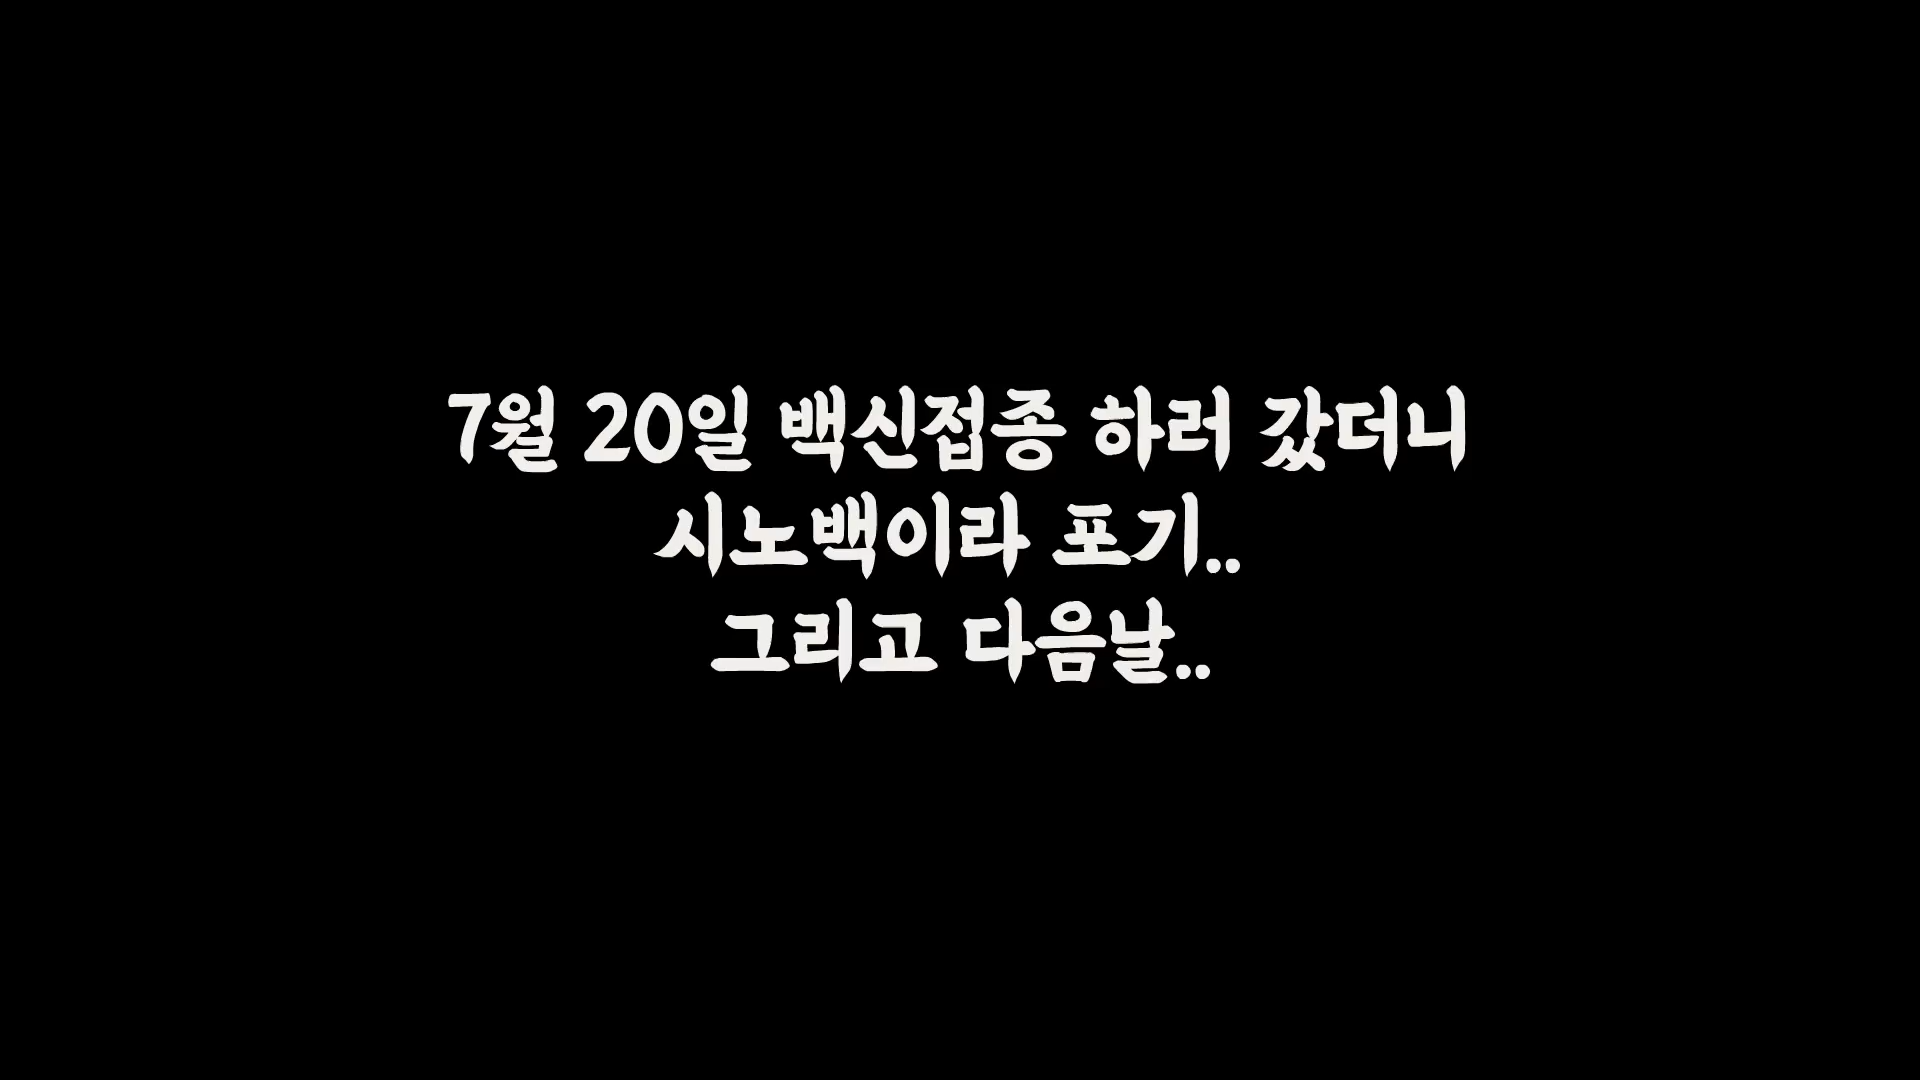 7월 20일 백신접종 하러 갔더니
시노백이라 포기..
그리고 다음날..